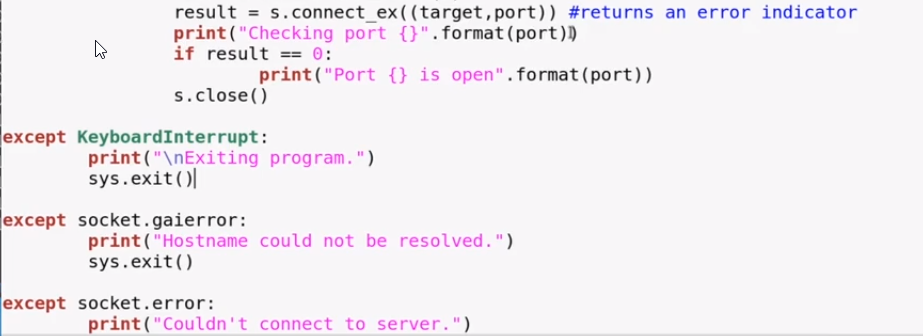 result = s.connect_ex((target,port)) #returns an error indicator
print("Checking port {}".format(port))
if result == 0:
print("Port {} is open".format(port))
s.close()
except KeyboardInterrupt:
print("\nExiting program.")
sys.exit()
except socket.gaierror:
print("Hostname could not be resolved.")
sys.exit()
except socket.error:
print("Couldn't connect to server.")